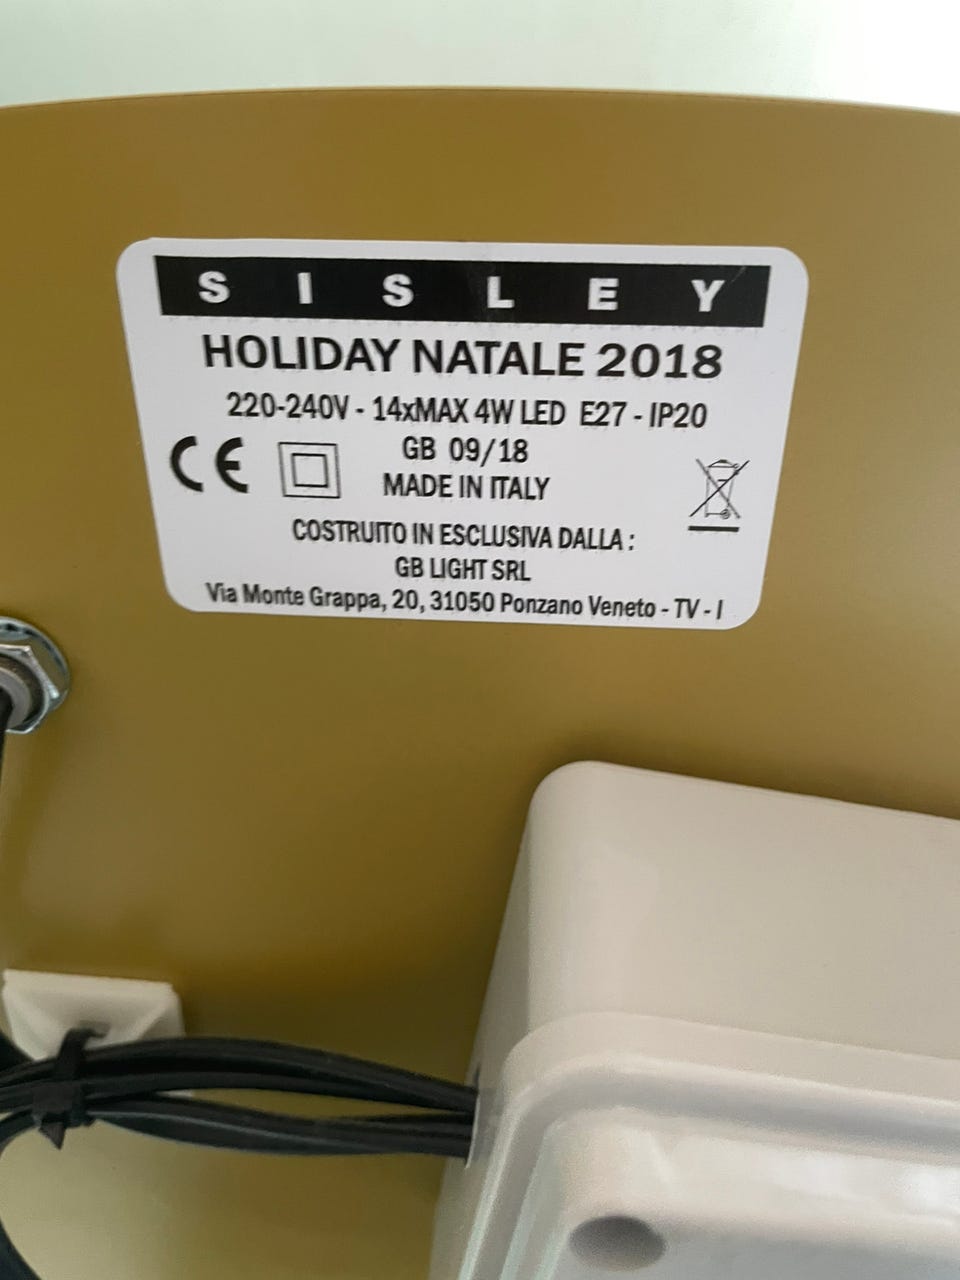 SISLEY
HOLIDAY NATALE 2018
220-240V - 14xMAX 4W LED E27 - IP20
CE
GB 09/18
MADE IN ITALY
COSTRUITO IN ESCLUSIVA DALLA :
GB LIGHT SRL
Via Monte Grappa, 20, 31050 Ponzano Veneto - TV - I